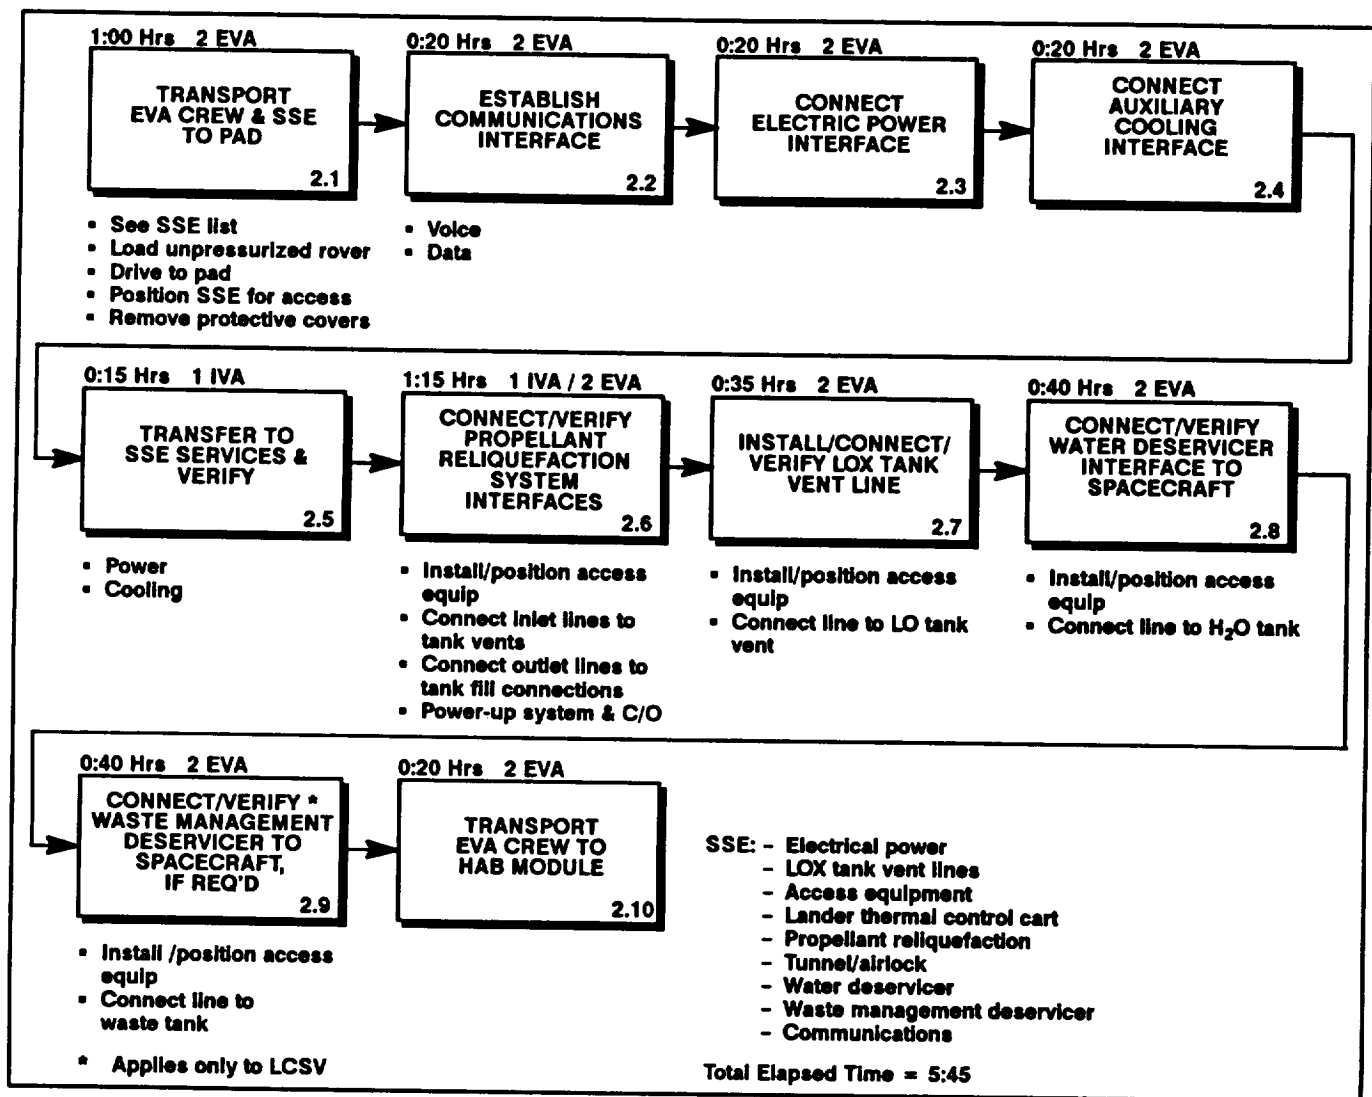 1:00 Hrs 2 EVA
TRANSPORT
EVA CREW & SSE
TO PAD
2.1
▪ See SSE list
▪ Load unpressurized rover
▪ Drive to pad
▪ Position SSE for access
▪ Remove protective covers
0:20 Hrs 2 EVA
ESTABLISH
COMMUNICATIONS
INTERFACE
2.2
▪ Voice
▪ Data
0:20 Hrs 2 EVA
CONNECT
ELECTRIC POWER
INTERFACE
2.3
0:20 Hrs 2 EVA
CONNECT
AUXILIARY
COOLING
INTERFACE
2.4
0:15 Hrs 1 IVA
TRANSFER TO
SSE SERVICES &
VERIFY
2.5
▪ Power
▪ Cooling
1:15 Hrs 1 IVA / 2 EVA
CONNECT/VERIFY
PROPELLANT
RELIQUEFACTION
SYSTEM
INTERFACES
2.6
▪ Install/position access
equip
▪ Connect inlet lines to
tank vents
▪ Connect outlet lines to
tank fill connections
▪ Power-up system & C/O
0:35 Hrs 2 EVA
INSTALL/CONNECT/
VERIFY LOX TANK
VENT LINE
2.7
▪ Install/position access
equip
▪ Connect line to LO tank
vent
0:40 Hrs 2 EVA
CONNECT/VERIFY
WATER DESERVICER
INTERFACE TO
SPACECRAFT
2.8
▪ Install/position access
equip
▪ Connect line to H₂O tank
0:40 Hrs 2 EVA
CONNECT/VERIFY *
WASTE MANAGEMENT
DESERVICER TO
SPACECRAFT,
IF REQ'D
2.9
▪ Install /position access
equip
▪ Connect line to
waste tank
* Applies only to LCSV
0:20 Hrs 2 EVA
TRANSPORT
EVA CREW TO
HAB MODULE
2.10
SSE: – Electrical power
– LOX tank vent lines
– Access equipment
– Lander thermal control cart
– Propellant reliquefaction
– Tunnel/airlock
– Water deservicer
– Waste management deservicer
– Communications
Total Elapsed Time = 5:45